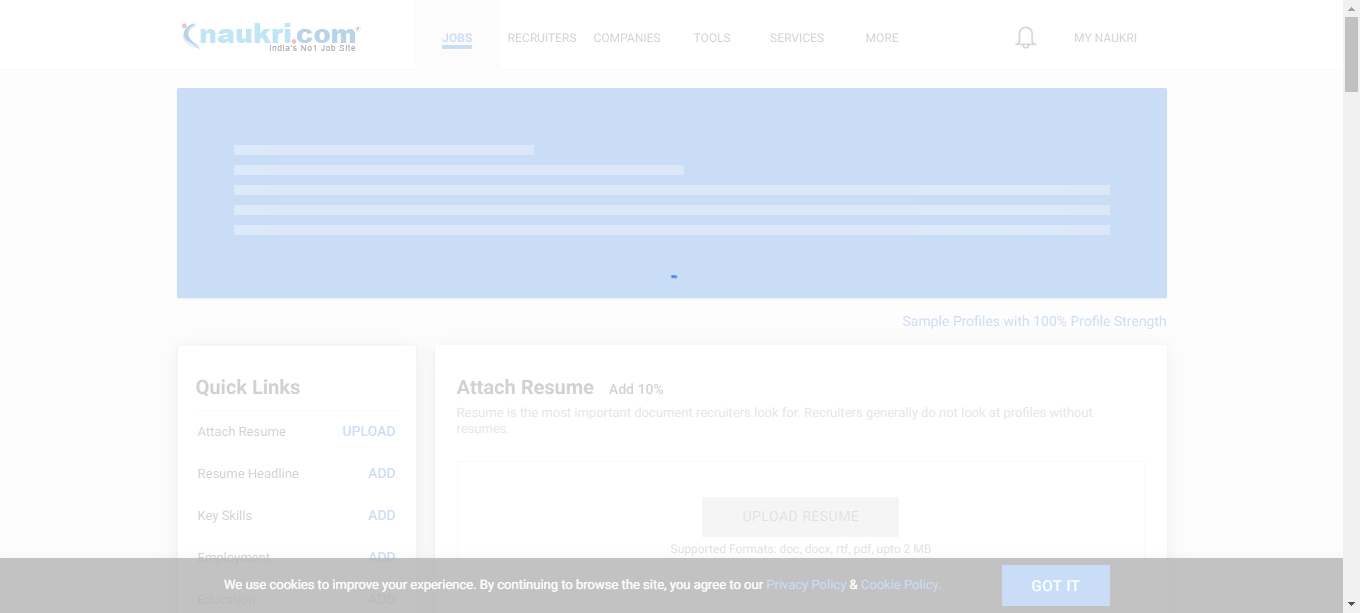 naukri.com
India's No1 Job Site
JOBS
RECRUITERS
COMPANIES
TOOLS
SERVICES
MORE
MY NAUKRI
Sample Profiles with 100% Profile Strength
Quick Links
Attach Resume UPLOAD
Resume Headline ADD
Key Skills ADD
Employment ADD
Education ADD
Attach Resume Add 10%
Resume is the most important document recruiters look for. Recruiters generally do not look at profiles without
resumes.
UPLOAD RESUME
Supported Formats: doc, docx, rtf, pdf, upto 2 MB
We use cookies to improve your experience. By continuing to browse the site, you agree to our Privacy Policy & Cookie Policy.
GOT IT